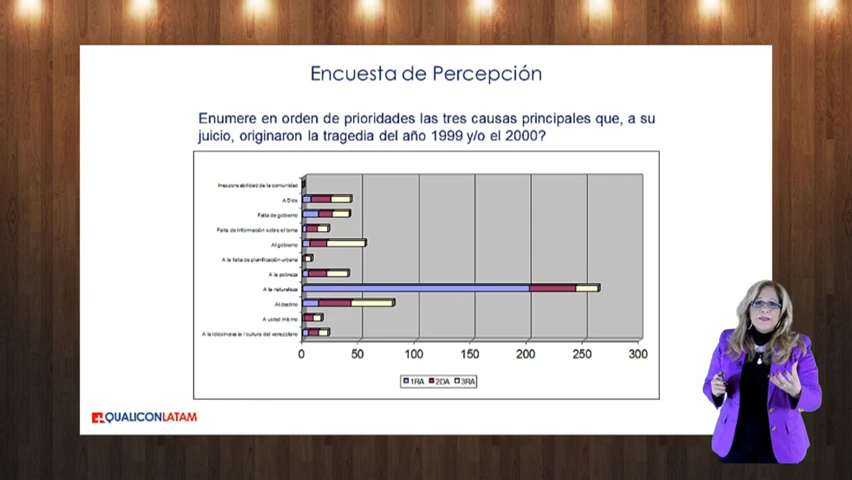 Encuesta de Percepción
Enumere en orden de prioridades las tres causas principales que, a su
juicio, originaron la tragedia del año 1999 y/o el 2000?
Irresponsabilidad de la comunidad
A Dios
Falta de gobierno
Falta de información sobre el tema
Al gobierno
A la falta de planificación urbana
A la pobreza
A la naturaleza
Al destino
A usted mismo
A la idiosincrasia / cultura del venezolano
0 50 100 150 200 250 300
1RA 2DA 3RA
QUALICONLATAM